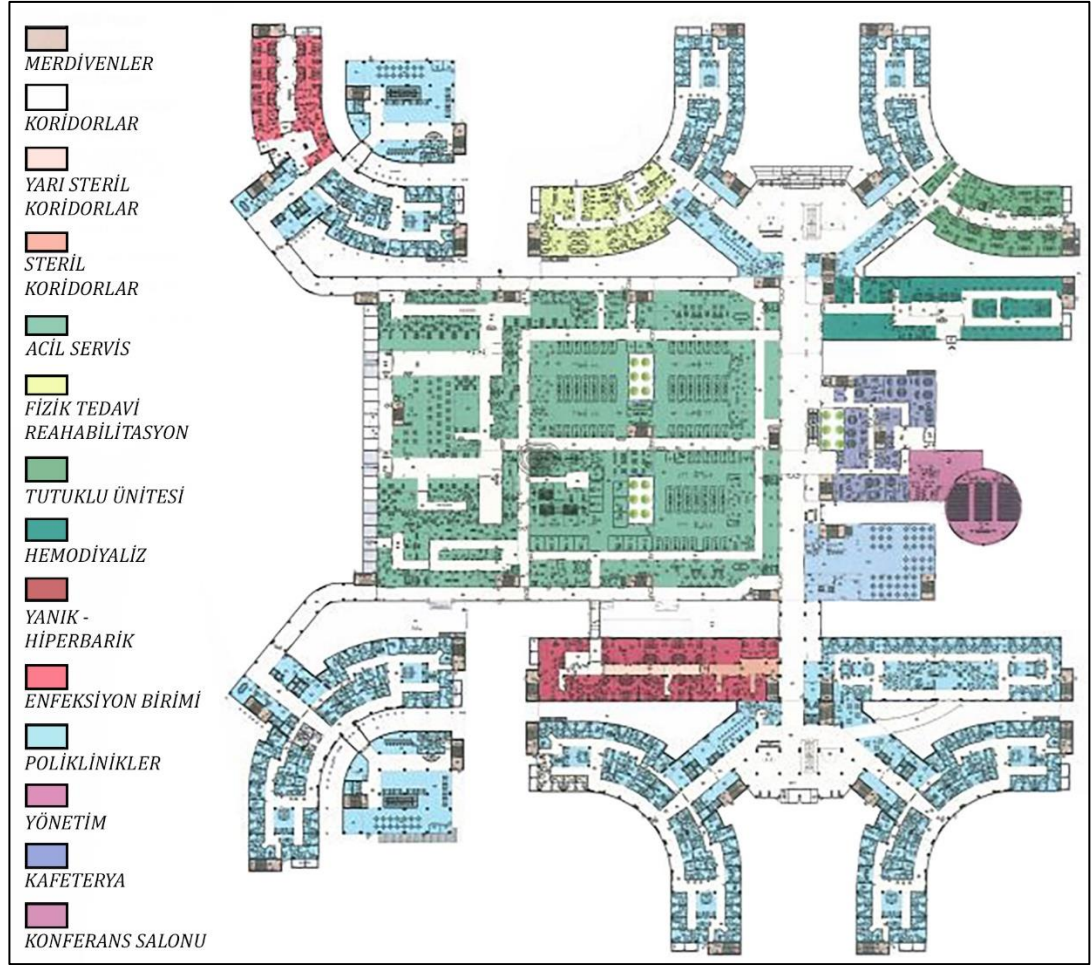 MERDİVENLER
KORİDORLAR
YARI STERİL
KORİDORLAR
STERİL
KORİDORLAR
ACİL SERVİS
FİZİK TEDAVİ
REAHABİLİTASYON
TUTUKLU ÜNİTESİ
HEMODİYALİZ
YANIK -
HİPERBARİK
ENFEKSİYON BİRİMİ
POLİKLİNİKLER
YÖNETİM
KAFETERYA
KONFERANS SALONU